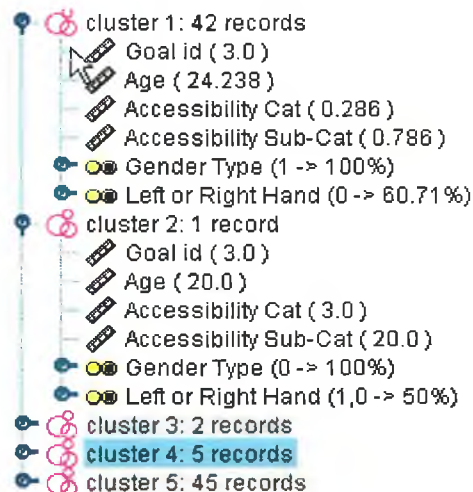 cluster 1: 42 records
Goal id ( 3.0 )
Age ( 24.238 )
Accessibility Cat ( 0.286 )
Accessibility Sub-Cat ( 0.786 )
Gender Type (1 -> 100%)
Left or Right Hand (0 -> 60.71%)
cluster 2: 1 record
Goal id ( 3.0 )
Age ( 20.0 )
Accessibility Cat ( 3.0 )
Accessibility Sub-Cat ( 20.0 )
Gender Type (0 -> 100%)
Left or Right Hand (1,0 -> 50%)
cluster 3: 2 records
cluster 4: 5 records
cluster 5: 45 records